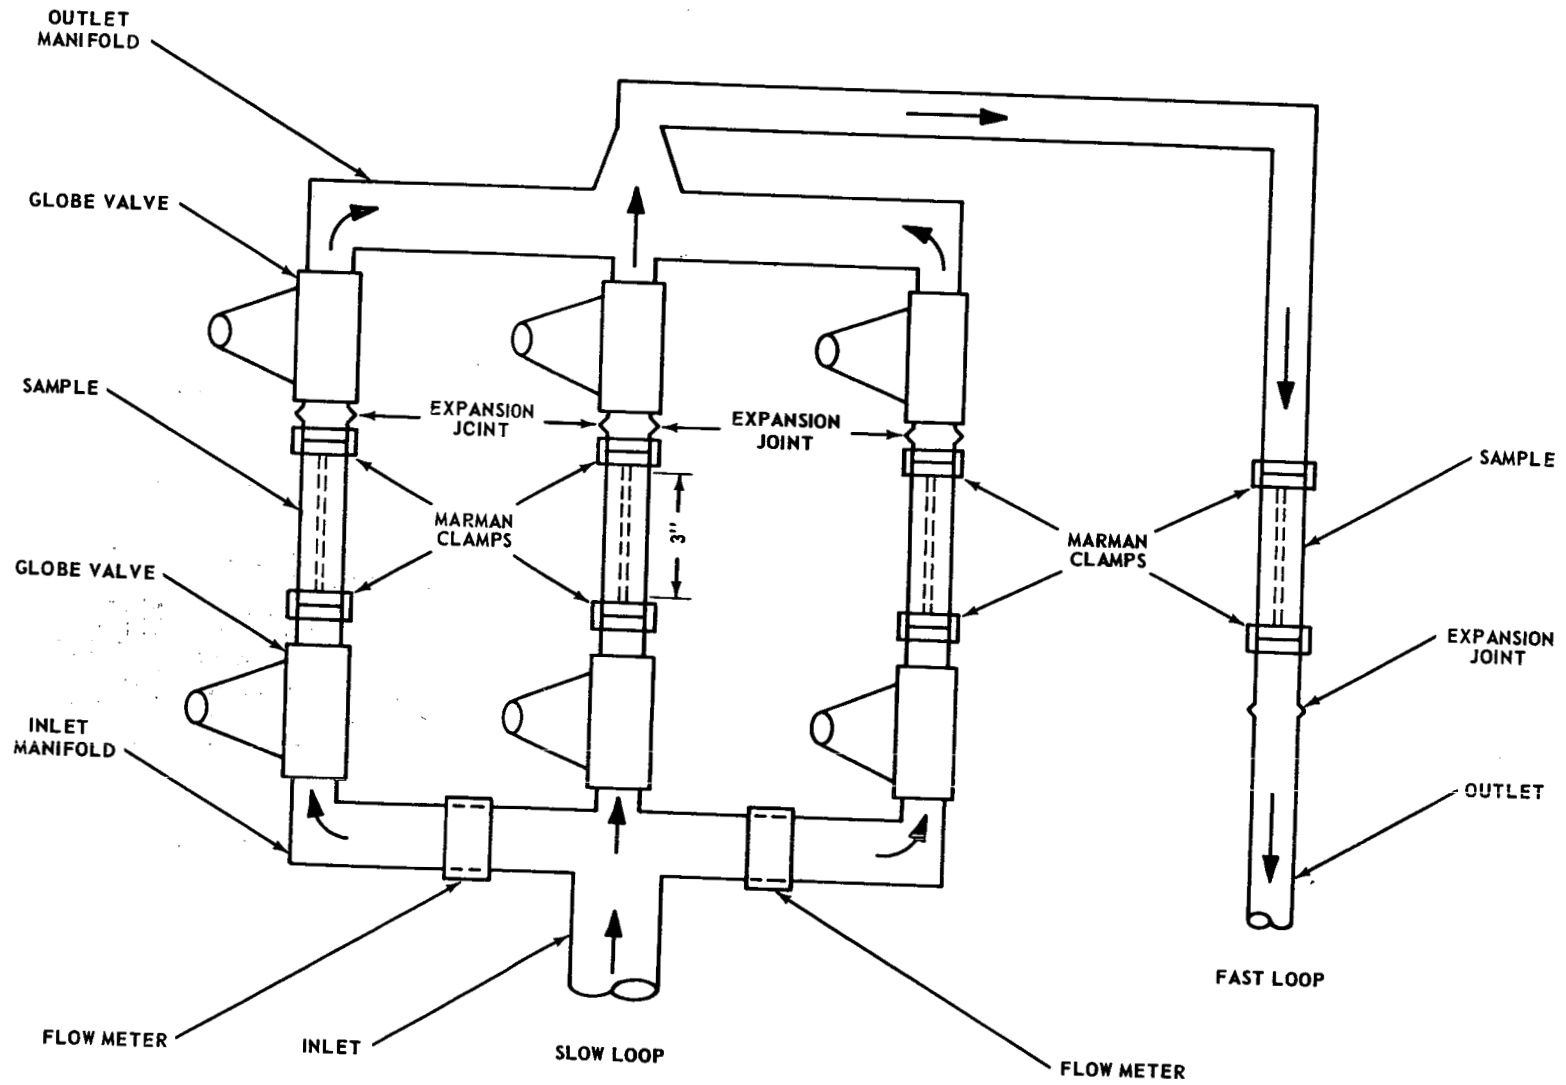 OUTLET
MANIFOLD
GLOBE VALVE
SAMPLE
EXPANSION
JCINT
EXPANSION
JOINT
SAMPLE
MARMAN
CLAMPS
3"
MARMAN
CLAMPS
GLOBE VALVE
EXPANSION
JOINT
INLET
MANIFOLD
OUTLET
FAST LOOP
FLOW METER
INLET
SLOW LOOP
FLOW METER